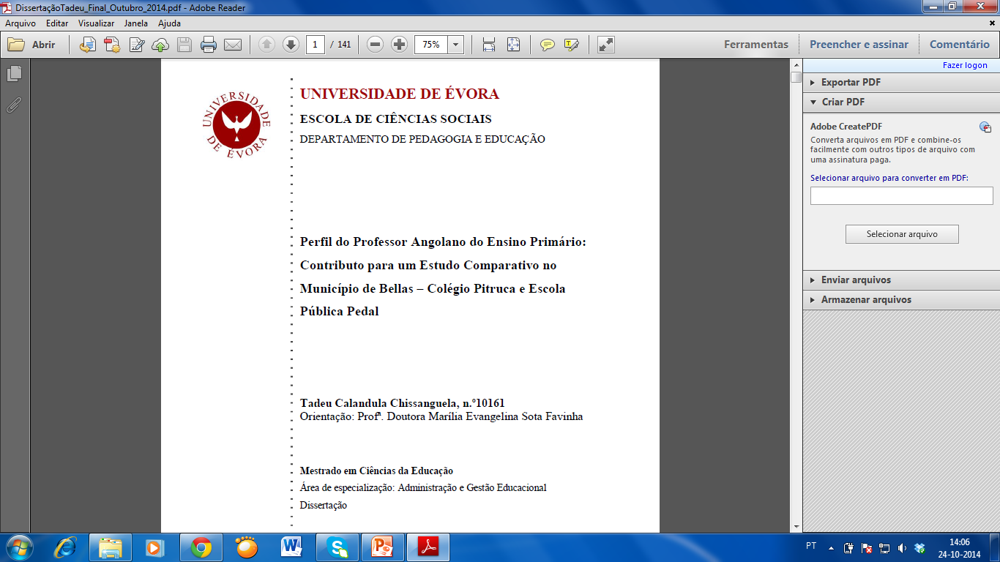 DissertaçãoTadeu_Final_Outubro_2014.pdf - Adobe Reader
Arquivo Editar Visualizar Janela Ajuda
Abrir 1 / 141 75% Ferramentas Preencher e assinar Comentário
Fazer logon
Exportar PDF
Criar PDF
Adobe CreatePDF
Converta arquivos em PDF e combine-os
facilmente com outros tipos de arquivo com
uma assinatura paga.
Selecionar arquivo para converter em PDF:
Selecionar arquivo
Enviar arquivos
Armazenar arquivos
UNIVERSIDADE DE ÉVORA
UNIVERSIDADE DE ÉVORA
ESCOLA DE CIÊNCIAS SOCIAIS
DEPARTAMENTO DE PEDAGOGIA E EDUCAÇÃO
Perfil do Professor Angolano do Ensino Primário:
Contributo para um Estudo Comparativo no
Município de Bellas – Colégio Pitruca e Escola
Pública Pedal
Tadeu Calandula Chissanguela, n.º10161
Orientação: Profª. Doutora Marília Evangelina Sota Favinha
Mestrado em Ciências da Educação
Área de especialização: Administração e Gestão Educacional
Dissertação
PT 14:06
24-10-2014